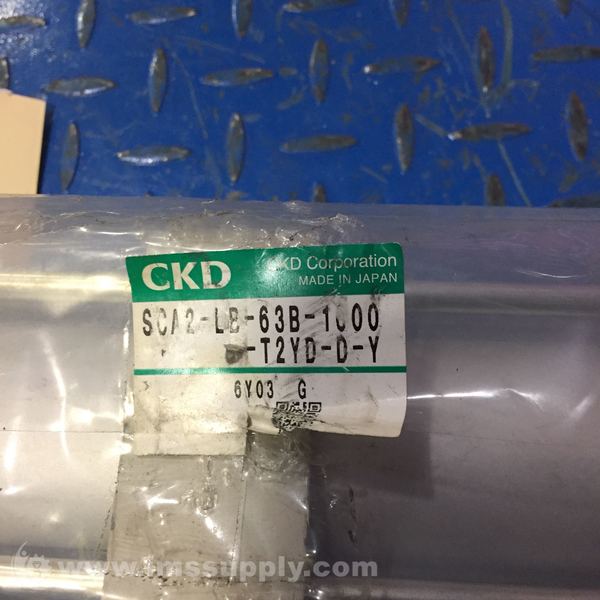 CKD
CKD Corporation
MADE IN JAPAN
SCA2-LB-63B-1000
-T2YD-D-Y
6Y03 G
www.imssupply.com